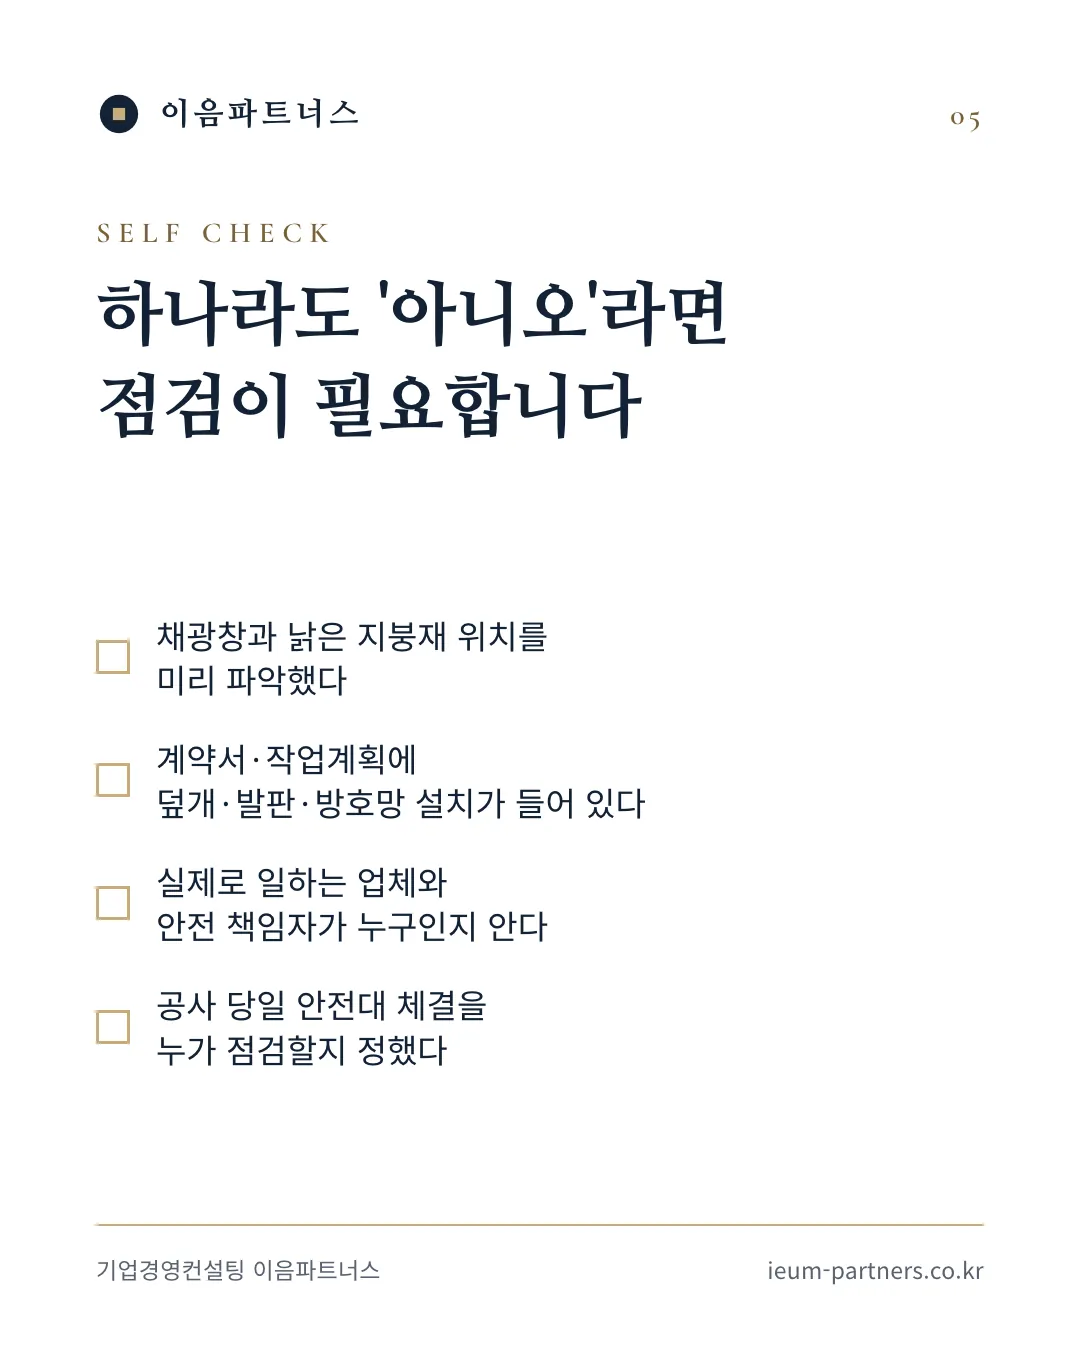 이음파트너스
05
SELF CHECK
하나라도 '아니오'라면
점검이 필요합니다
채광창과 낡은 지붕재 위치를
미리 파악했다
계약서·작업계획에
덮개·발판·방호망 설치가 들어 있다
실제로 일하는 업체와
안전 책임자가 누구인지 안다
공사 당일 안전대 체결을
누가 점검할지 정했다
기업경영컨설팅 이음파트너스
ieum-partners.co.kr